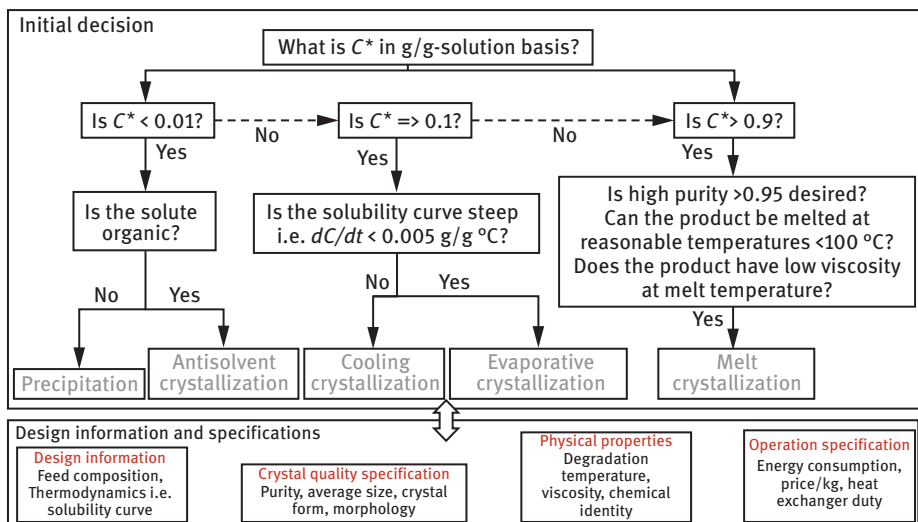 Initial decision
What is C* in g/g-solution basis?
Is C* < 0.01?
No
Is C* => 0.1?
No
Is C*> 0.9?
Yes
Yes
Yes
Is the solute
organic?
Is the solubility curve steep
i.e. dC/dt < 0.005 g/g °C?
Is high purity >0.95 desired?
Can the product be melted at
reasonable temperatures <100 °C?
Does the product have low viscosity
at melt temperature?
No
Yes
No
Yes
Yes
Precipitation
Antisolvent
crystallization
Cooling
crystallization
Evaporative
crystallization
Melt
crystallization
Design information and specifications
Design information
Feed composition,
Thermodynamics i.e.
solubility curve
Crystal quality specification
Purity, average size, crystal
form, morphology
Physical properties
Degradation
temperature,
viscosity, chemical
identity
Operation specification
Energy consumption,
price/kg, heat
exchanger duty